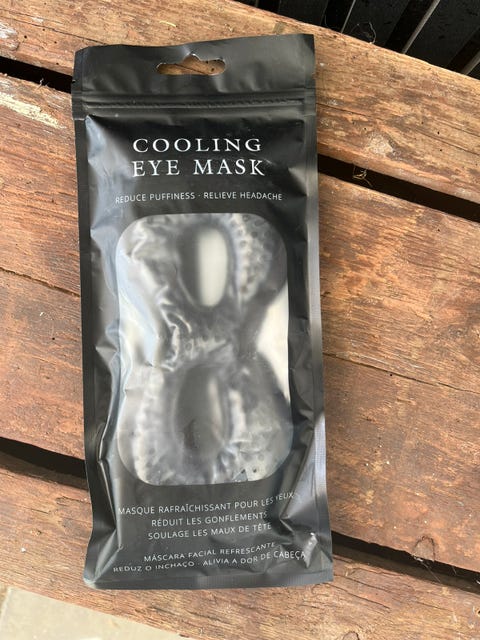 COOLING
EYE MASK
REDUCE PUFFINESS · RELIEVE HEADACHE
MASQUE RAFRAÎCHISSANT POUR LES YEUX
RÉDUIT LES GONFLEMENTS
SOULAGE LES MAUX DE TÊTE
MÁSCARA FACIAL REFRESCANTE
REDUZ O INCHAÇO · ALIVIA A DOR DE CABEÇA